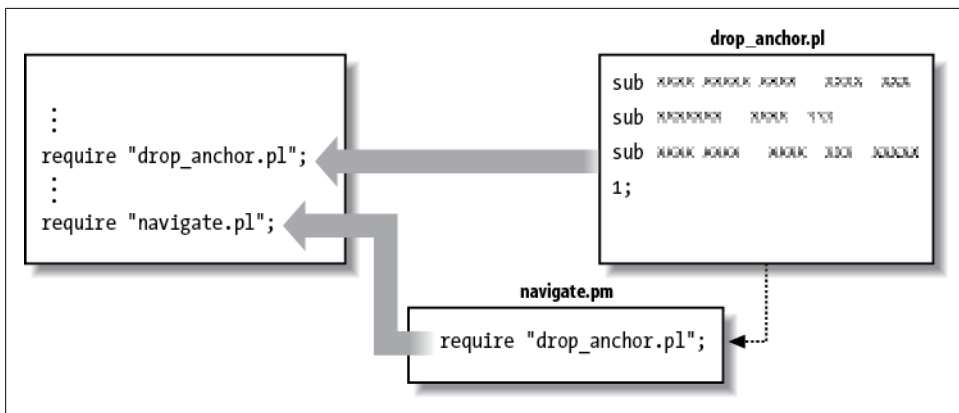 drop_anchor.pl
sub
sub
sub
1;
require "drop_anchor.pl";
require "navigate.pl";
navigate.pm
require "drop_anchor.pl";